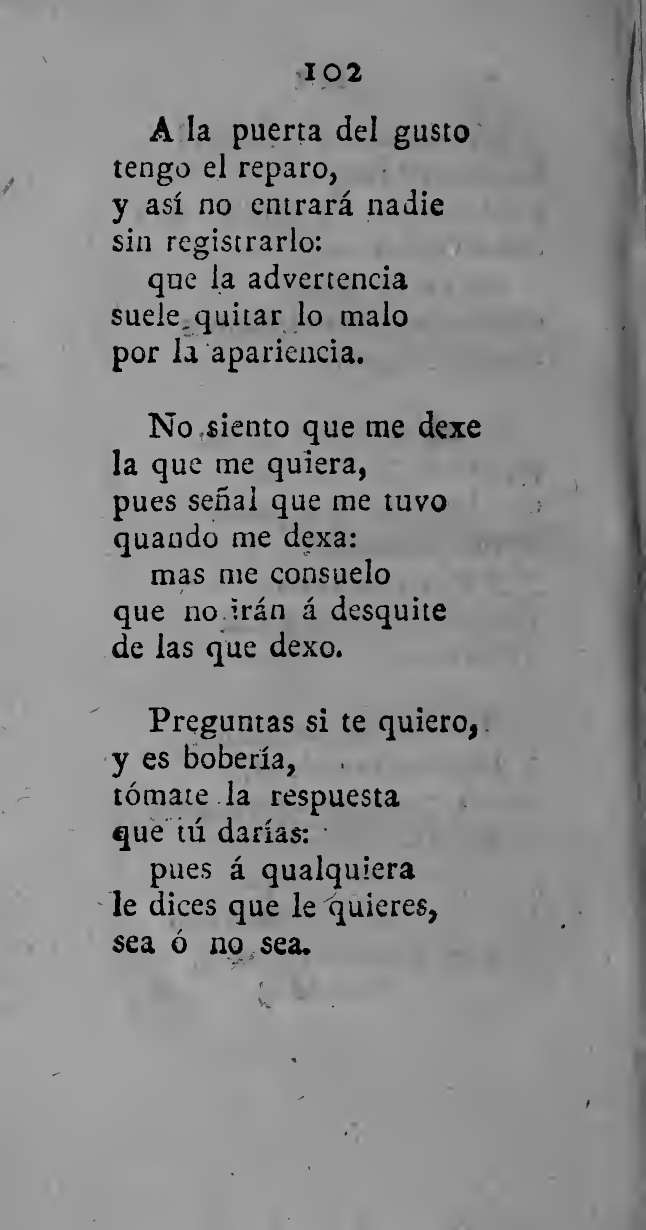 102
A la puerta del gusto
tengo el reparo,
y así no entrará nadie
sin registrarlo:
que la advertencia
suele quitar lo malo
por la apariencia.
No siento que me dexe
la que me quiera,
pues señal que me tuvo
quando me dexa:
mas me consuelo
que no irán á desquite
de las que dexo.
Preguntas si te quiero,
y es bobería,
tómate la respuesta
que tú darías:
pues á qualquiera
le dices que le quieres,
sea ó no sea.